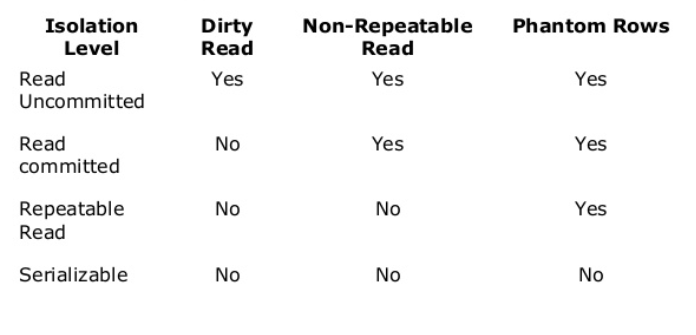 Isolation Level Dirty Read Non-Repeatable Read Phantom Rows
Read Uncommitted Yes Yes Yes
Read committed No Yes Yes
Repeatable Read No No Yes
Serializable No No No